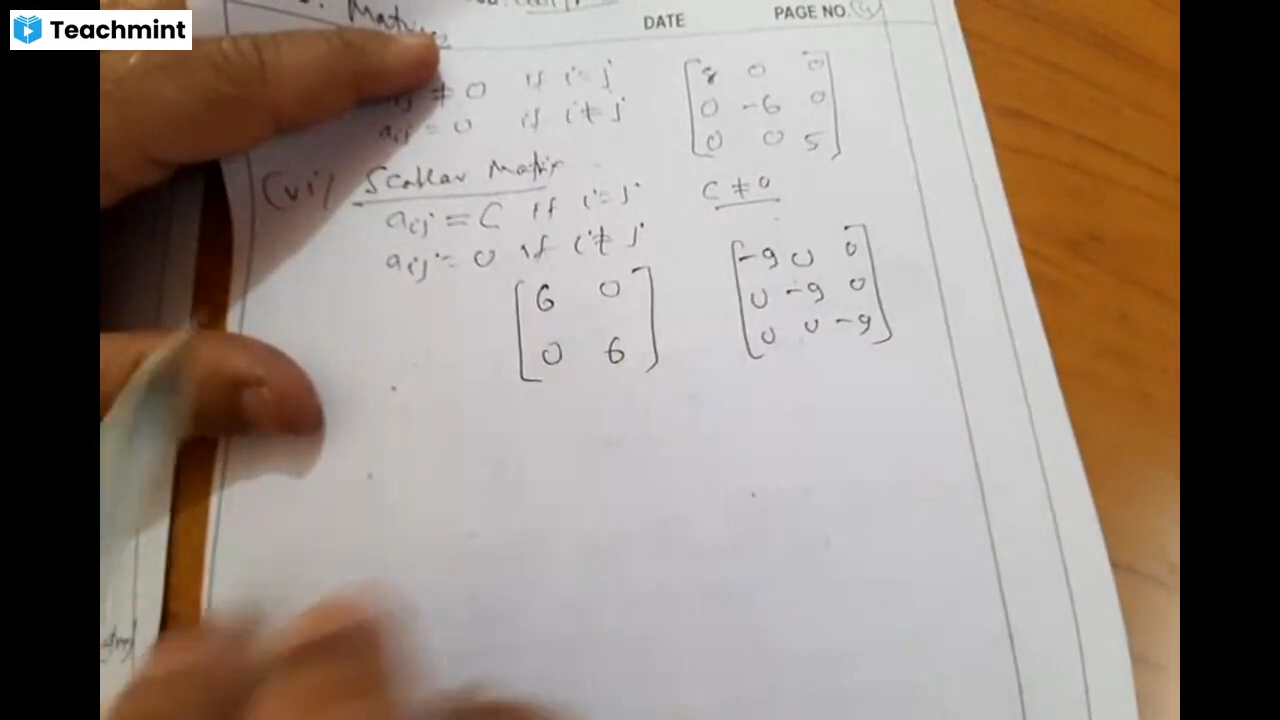 Teachmint
DATE
PAGE NO.
≠ 0 if i = j
aij = 0 if i ≠ j
[8 0 0
0 -6 0
0 0 5]
(vi) Scallar Matrix
aij = C if i = j
C ≠ 0
aij = 0 if i ≠ j
[6 0
0 6]
[-9 0 0
0 -9 0
0 0 -9]